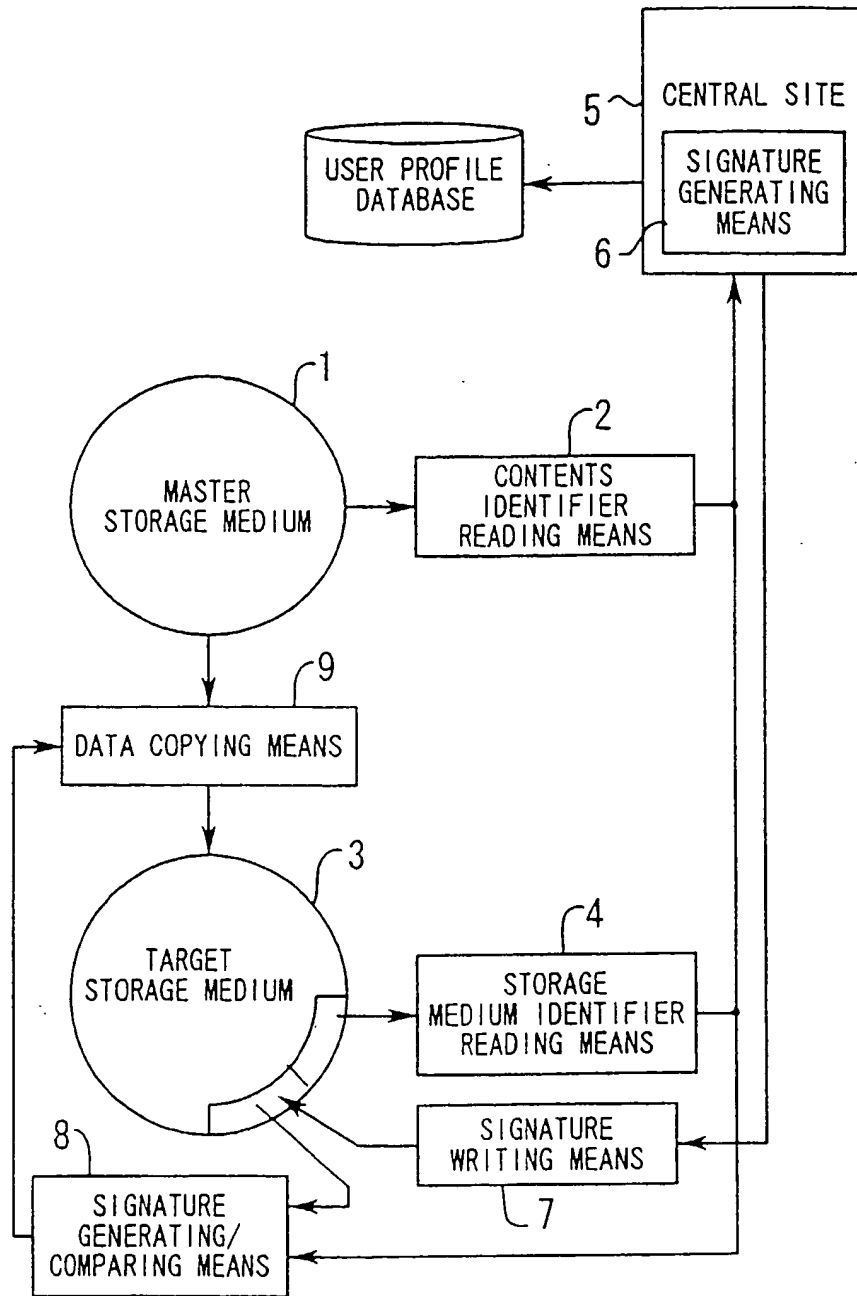 5
CENTRAL SITE
SIGNATURE
GENERATING
MEANS
6
USER PROFILE
DATABASE
1
MASTER
STORAGE MEDIUM
2
CONTENTS
IDENTIFIER
READING MEANS
9
DATA COPYING MEANS
3
TARGET
STORAGE MEDIUM
4
STORAGE
MEDIUM IDENTIFIER
READING MEANS
SIGNATURE
WRITING MEANS
7
8
SIGNATURE
GENERATING/
COMPARING MEANS